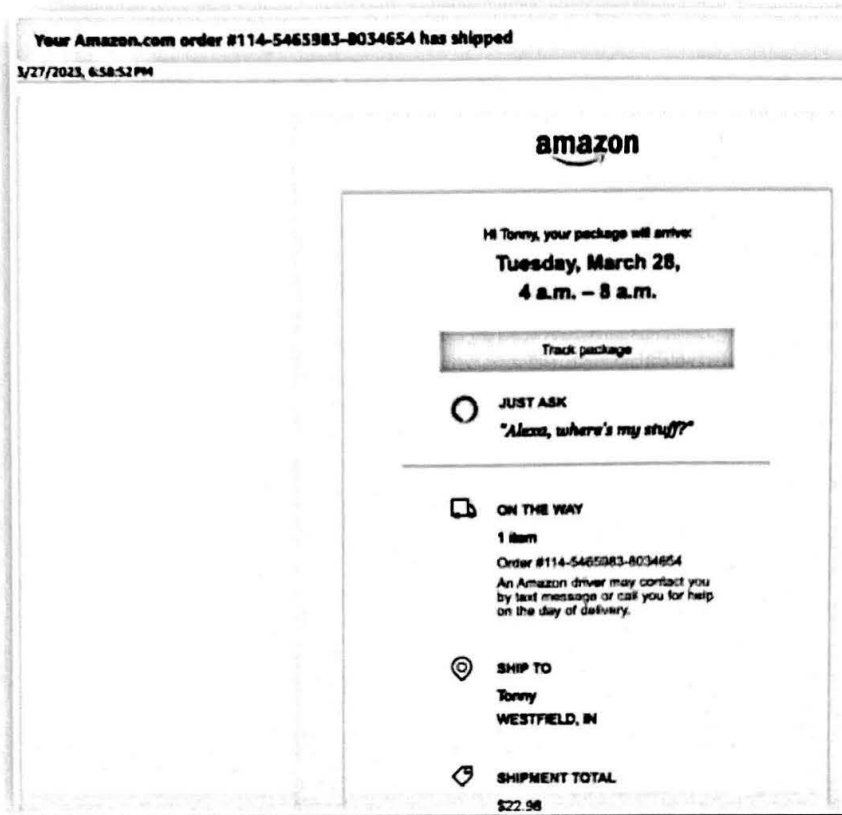 Your Amazon.com order #114-5465983-8034654 has shipped
3/27/2023, 6:58:52 PM
amazon
Hi Tonny, your package will arrive:
Tuesday, March 28,
4 a.m. – 8 a.m.
Track package
JUST ASK
"Alexa, where's my stuff?"
ON THE WAY
1 item
Order #114-5465983-8034654
An Amazon driver may contact you
by text message or call you for help
on the day of delivery.
SHIP TO
Tonny
WESTFIELD, IN
SHIPMENT TOTAL
$22.98